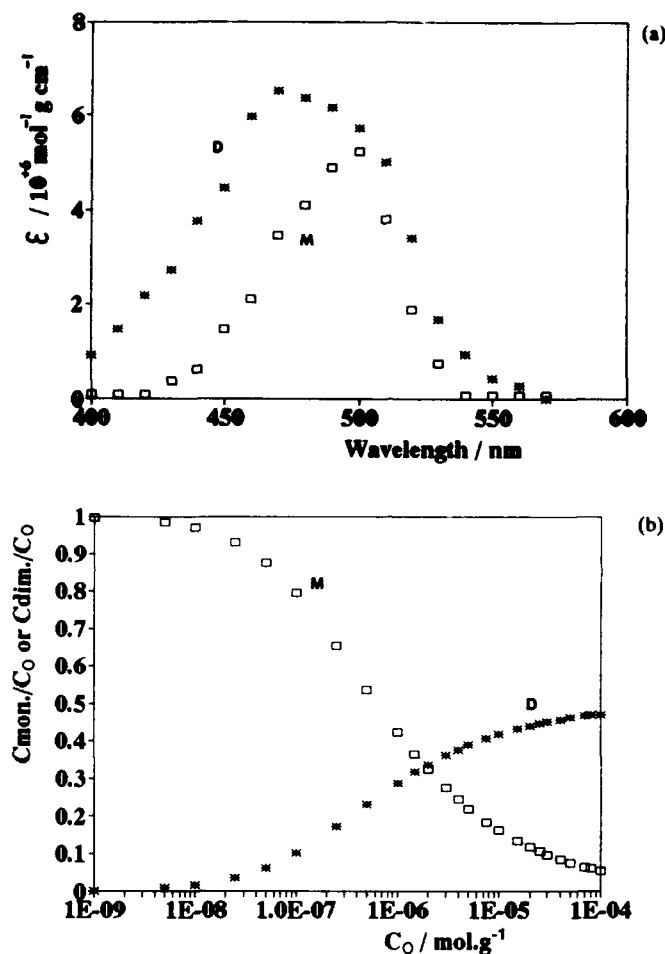 (a)
8
6
4
2
0
ε / 10⁺⁶ mol⁻¹ g cm⁻¹
D
M
400
450
500
550
600
Wavelength / nm
(b)
1
0.9
0.8
0.7
0.6
0.5
0.4
0.3
0.2
0.1
0
Cmon./C₀ or Cdim./C₀
M
D
1E-09
1E-08
1.0E-07
1E-06
1E-05
1E-04
C₀ / mol.g⁻¹